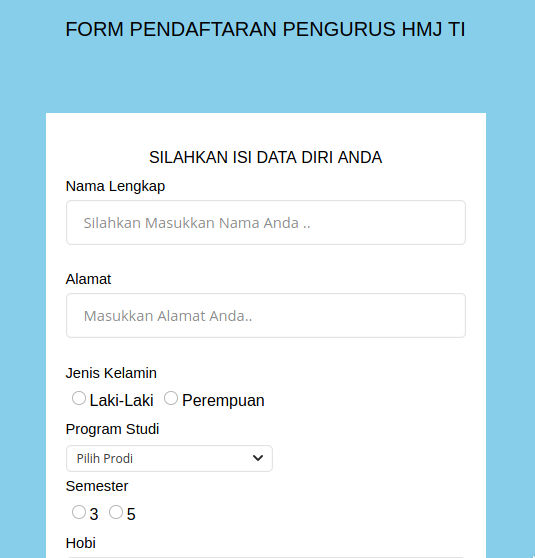 FORM PENDAFTARAN PENGURUS HMJ TI
SILAHKAN ISI DATA DIRI ANDA
Nama Lengkap
Silahkan Masukkan Nama Anda ..
Alamat
Masukkan Alamat Anda..
Jenis Kelamin
Laki-Laki Perempuan
Program Studi
Pilih Prodi
Semester
3 5
Hobi